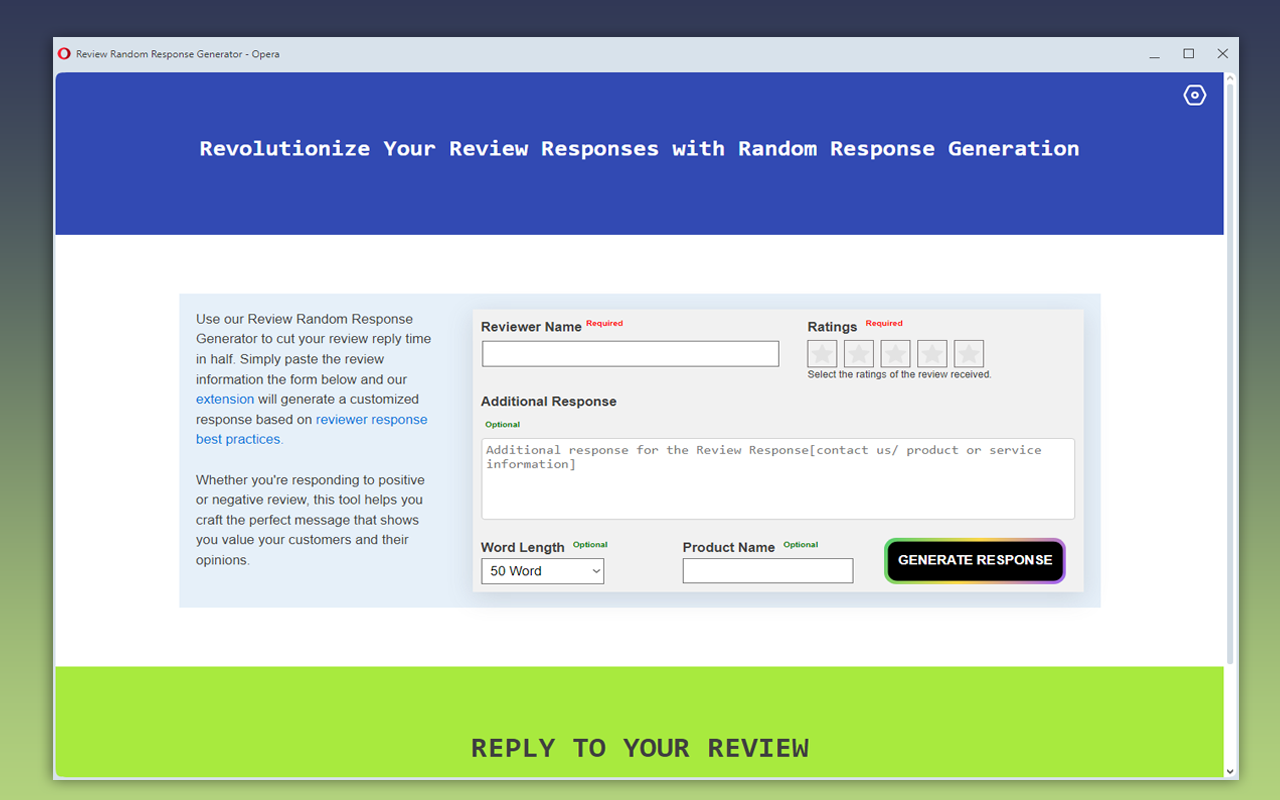 Review Random Response Generator - Opera
Revolutionize Your Review Responses with Random Response Generation
Use our Review Random Response
Generator to cut your review reply time
in half. Simply paste the review
information the form below and our
extension will generate a customized
response based on reviewer response
best practices.
Whether you're responding to positive
or negative review, this tool helps you
craft the perfect message that shows
you value your customers and their
opinions.
Reviewer Name Required
Ratings Required
Select the ratings of the review received.
Additional Response
Optional
Additional response for the Review Response[contact us/ product or service
information]
Word Length Optional
50 Word
Product Name Optional
GENERATE RESPONSE
REPLY TO YOUR REVIEW